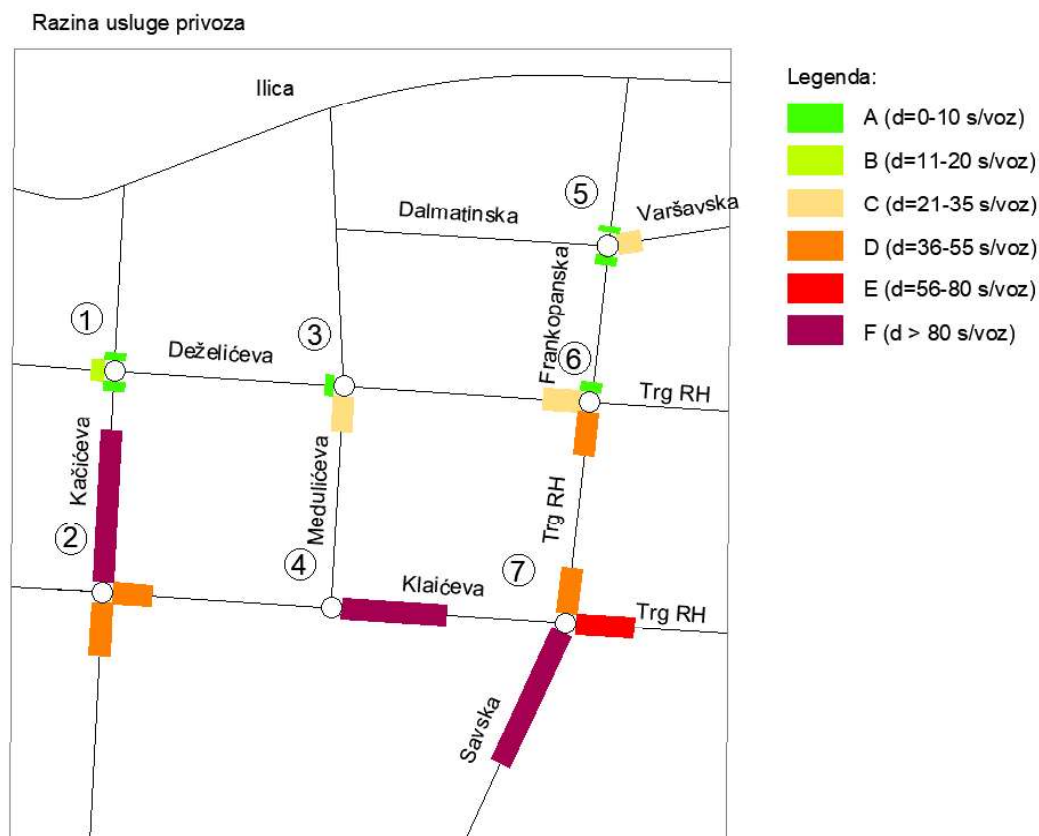 Razina usluge privoza
Ilica
Dalmatinska
5
Varšavska
Frankopanska
1
Deželićeva
3
6
Trg RH
Kačićeva
Medulićeva
Trg RH
2
4
Klaićeva
7
Trg RH
Savska
Legenda:
A (d=0-10 s/voz)
B (d=11-20 s/voz)
C (d=21-35 s/voz)
D (d=36-55 s/voz)
E (d=56-80 s/voz)
F (d > 80 s/voz)